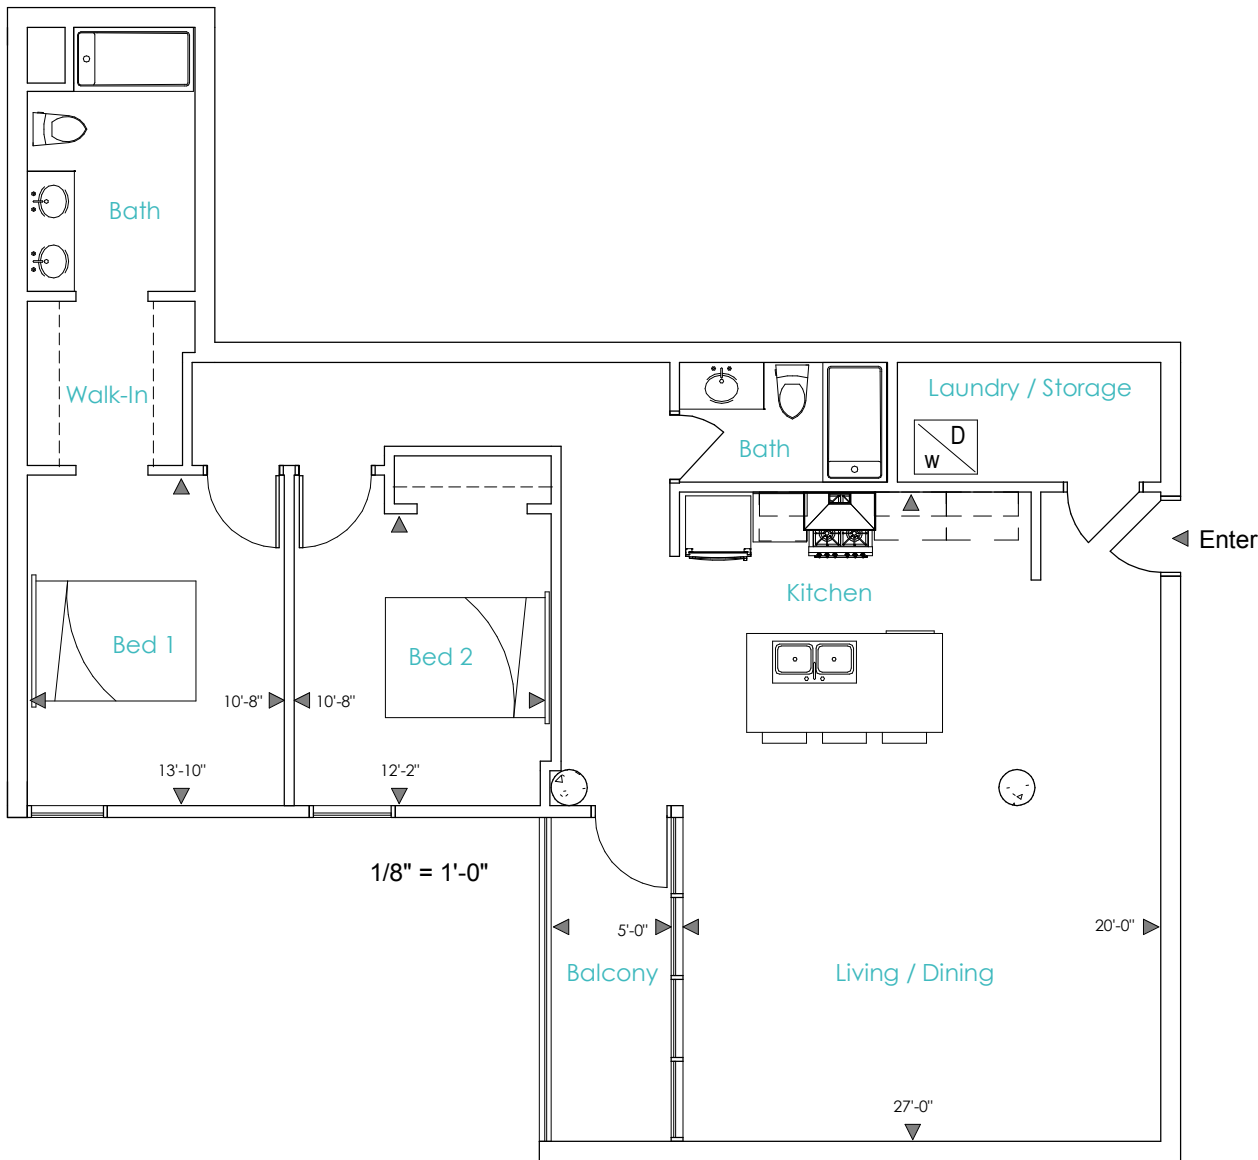 Bath
Walk-In
Laundry / Storage
D
W
Bath
Enter
Kitchen
Bed 1
Bed 2
10'-8"
10'-8"
13'-10"
12'-2"
1/8" = 1'-0"
5'-0"
20'-0"
Balcony
Living / Dining
27'-0"